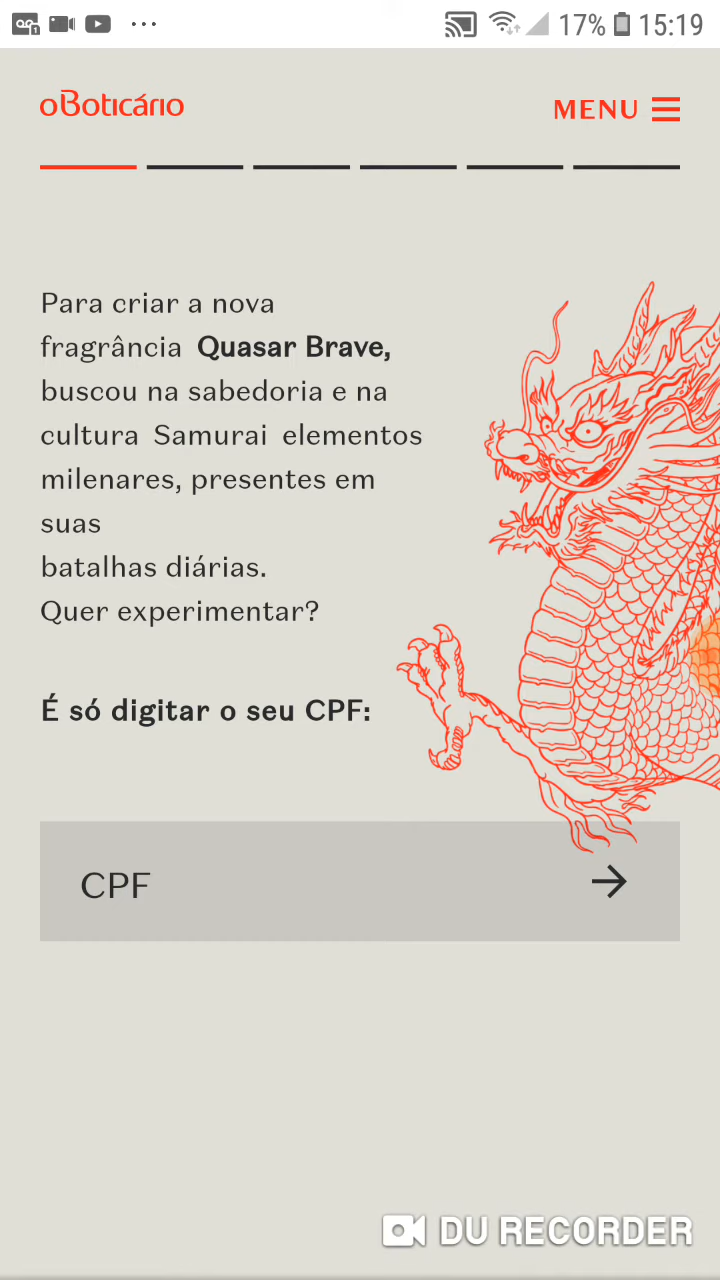 17% 15:19
oBoticário
MENU
Para criar a nova
fragrância Quasar Brave,
buscou na sabedoria e na
cultura Samurai elementos
milenares, presentes em
suas
batalhas diárias.
Quer experimentar?
É só digitar o seu CPF:
CPF
DU RECORDER